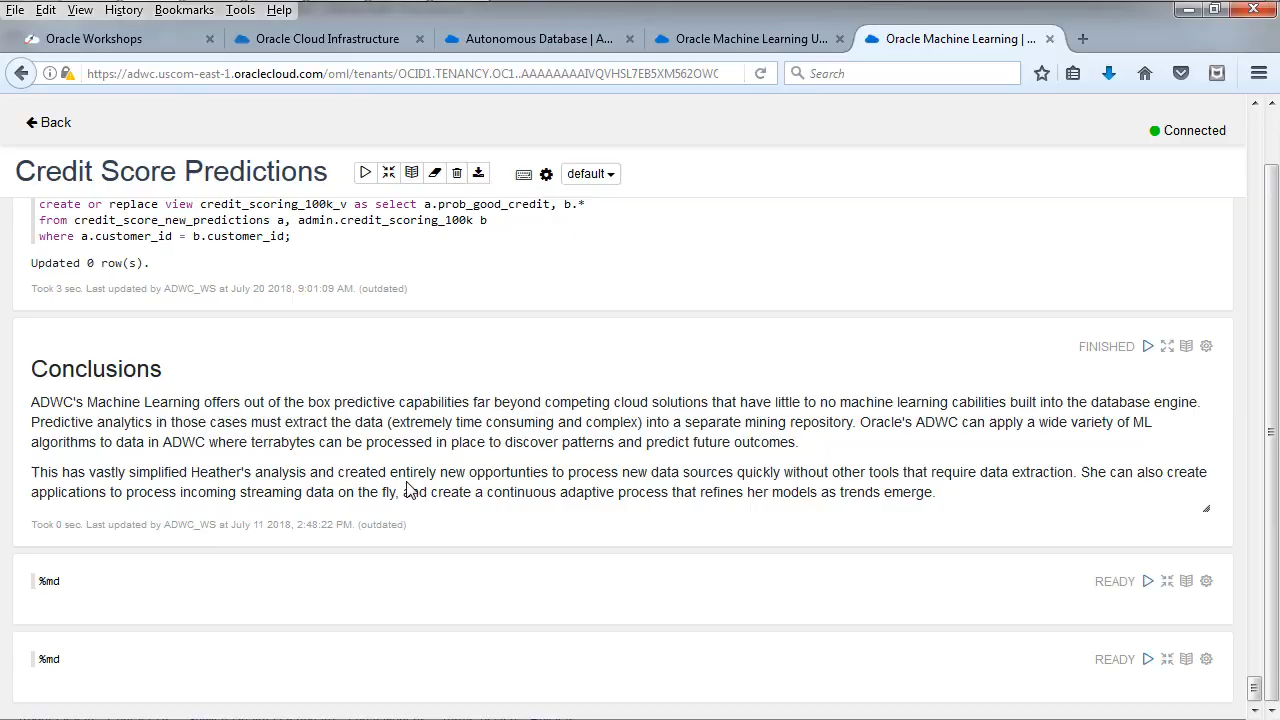 File Edit View History Bookmarks Tools Help
Oracle Workshops Oracle Cloud Infrastructure Autonomous Database | A... Oracle Machine Learning U... Oracle Machine Learning | ...
https://adwc.uscom-east-1.oraclecloud.com/oml/tenants/OCID1.TENANCY OC1..AAAAAAAAIVQVHSL7EB5XM562OWC Search
Back
Connected
Credit Score Predictions default
create or replace view credit_scoring_100k_v as select a.prob_good_credit, b.*
from credit_score_new_predictions a, admin.credit_scoring_100k b
where a.customer_id = b.customer_id;
Updated 0 row(s).
Took 3 sec. Last updated by ADWC_WS at July 20 2018, 9:01:09 AM. (outdated)
FINISHED
Conclusions
ADWC's Machine Learning offers out of the box predictive capabilities far beyond competing cloud solutions that have little to no machine learning cabilities built into the database engine.
Predictive analytics in those cases must extract the data (extremely time consuming and complex) into a separate mining repository. Oracle's ADWC can apply a wide variety of ML
algorithms to data in ADWC where terrabytes can be processed in place to discover patterns and predict future outcomes.
This has vastly simplified Heather's analysis and created entirely new opportunties to process new data sources quickly without other tools that require data extraction. She can also create
applications to process incoming streaming data on the fly, and create a continuous adaptive process that refines her models as trends emerge.
Took 0 sec. Last updated by ADWC_WS at July 11 2018, 2:48:22 PM. (outdated)
%md READY
%md READY